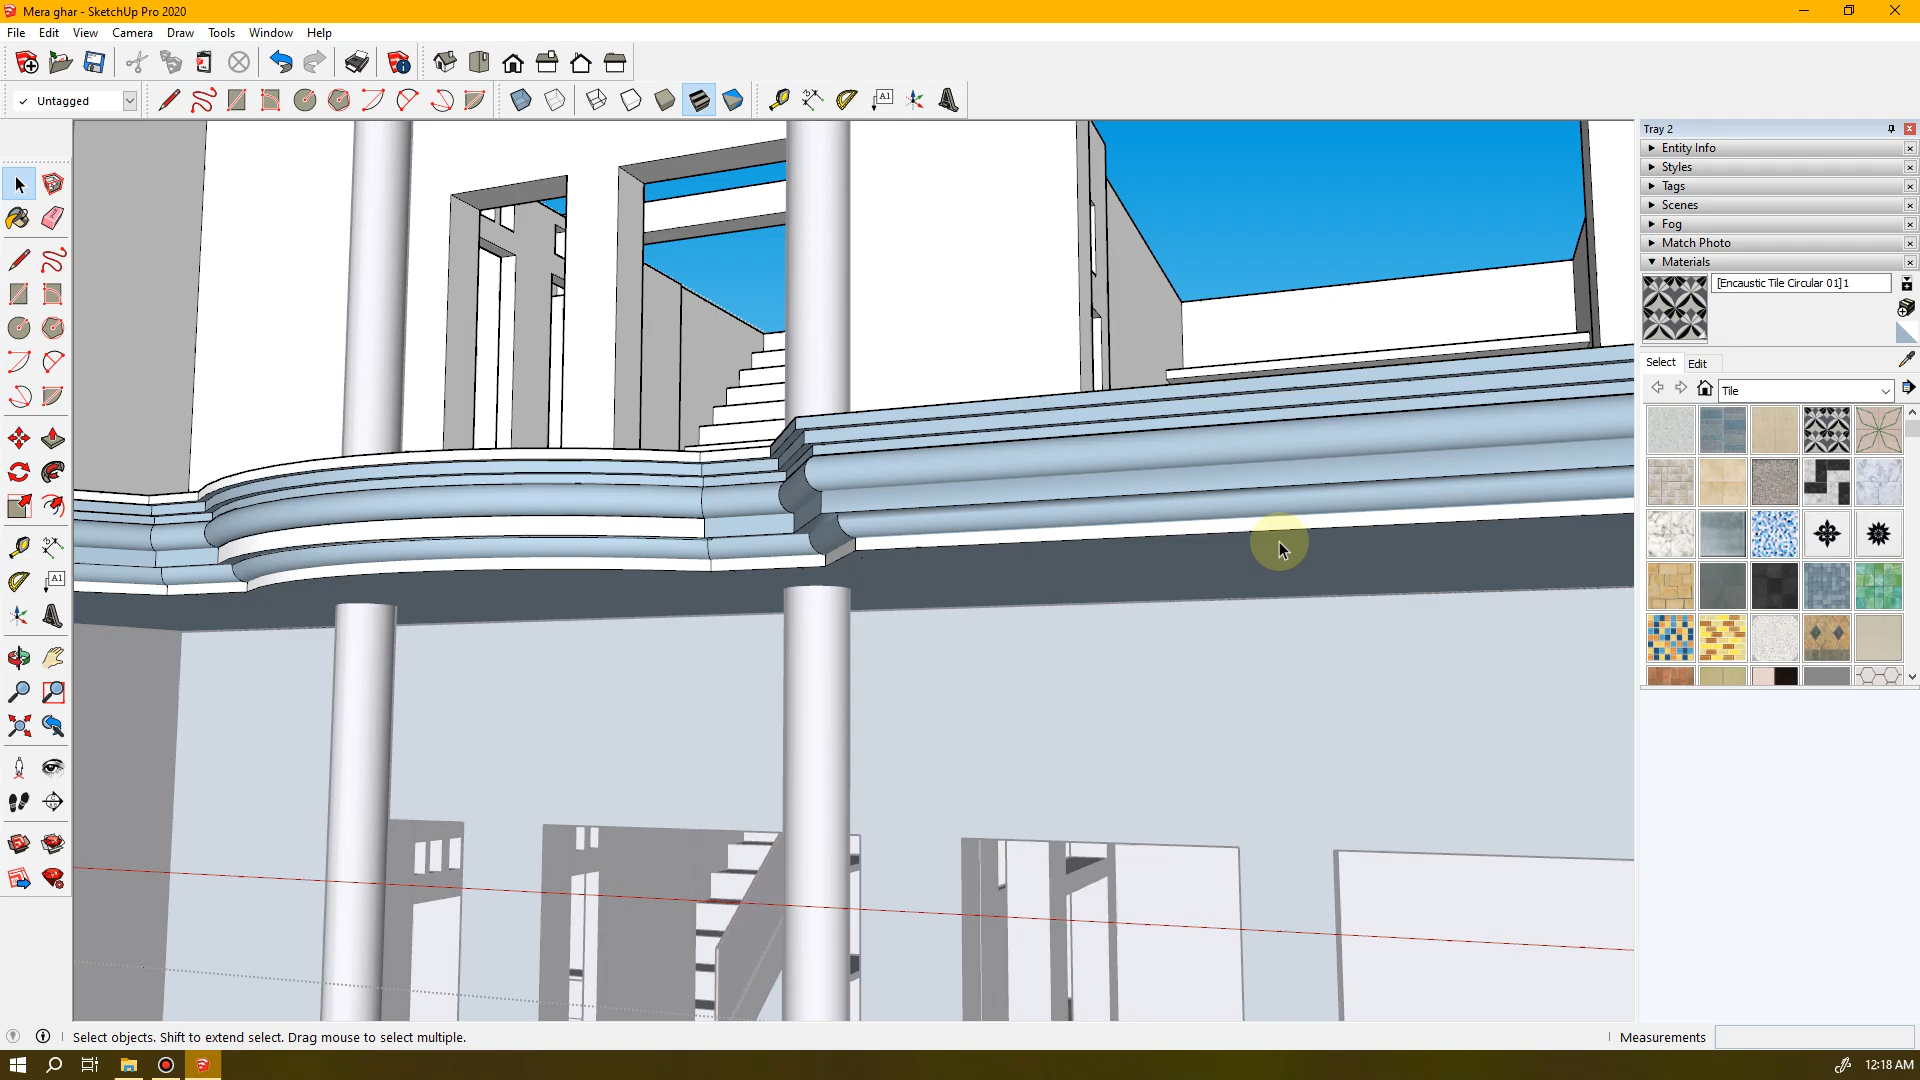 Mera ghar - SketchUp Pro 2020
File Edit View Camera Draw Tools Window Help
✓ Untagged
A1
Tray 2
Entity Info
Styles
Tags
Scenes
Fog
Match Photo
Materials
[Encaustic Tile Circular 01]1
Select Edit
Tile
A1
Select objects. Shift to extend select. Drag mouse to select multiple.
Measurements
12:18 AM